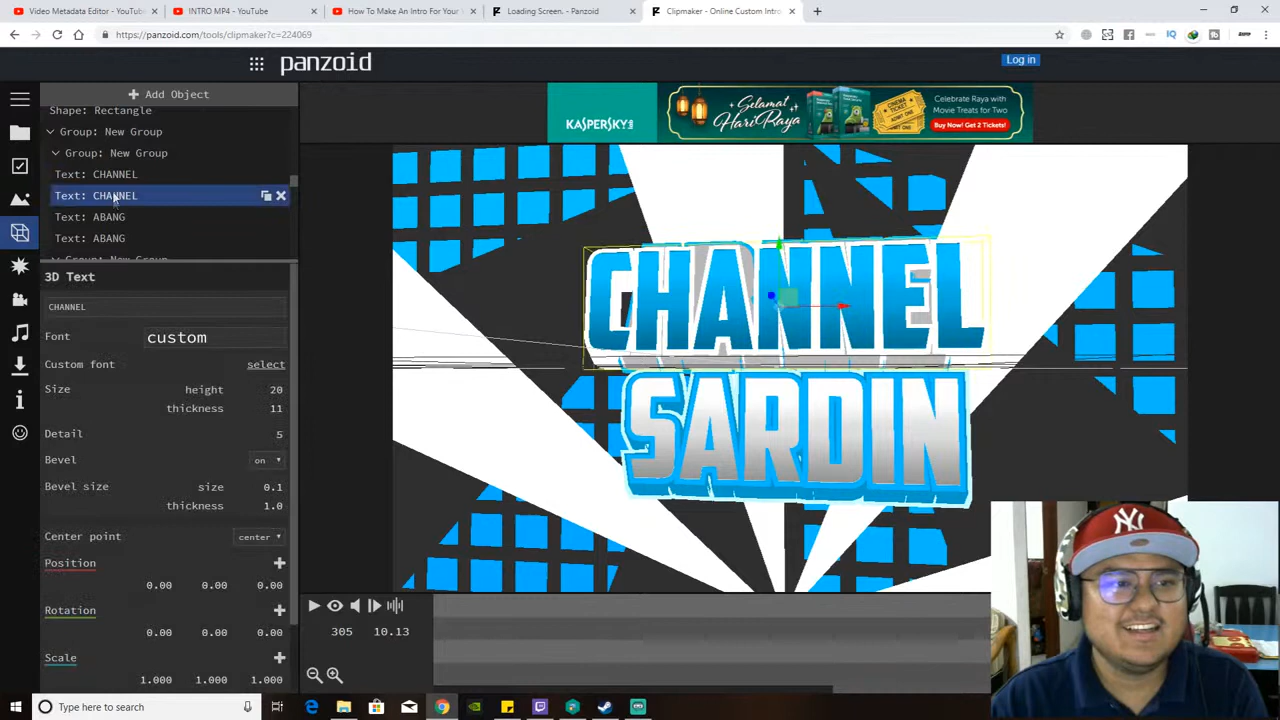 Video Metadata Editor - YouTub
INTRO MP4 - YouTube
How To Make An Intro For Your
Loading Screen. - Panzoid
Clipmaker - Online Custom Intro
https://panzoid.com/tools/clipmaker?c=224069
panzoid
Log in
Add Object
Shape: Rectangle
Group: New Group
Group: New Group
Text: CHANNEL
Text: CHANNEL
Text: ABANG
Text: ABANG
KASPERSKY
Selamat Hari Raya
Celebrate Raya with
Movie Treats for Two
Buy Now! Get 2 Tickets!
3D Text
CHANNEL
Font custom
Custom font select
Size height 20
thickness 11
Detail 5
Bevel on
Bevel size size 0.1
thickness 1.0
Center point center
Position
0.00 0.00 0.00
Rotation
0.00 0.00 0.00
Scale
1.000 1.000 1.000
CHANNEL
SARDIN
305 10.13
Type here to search